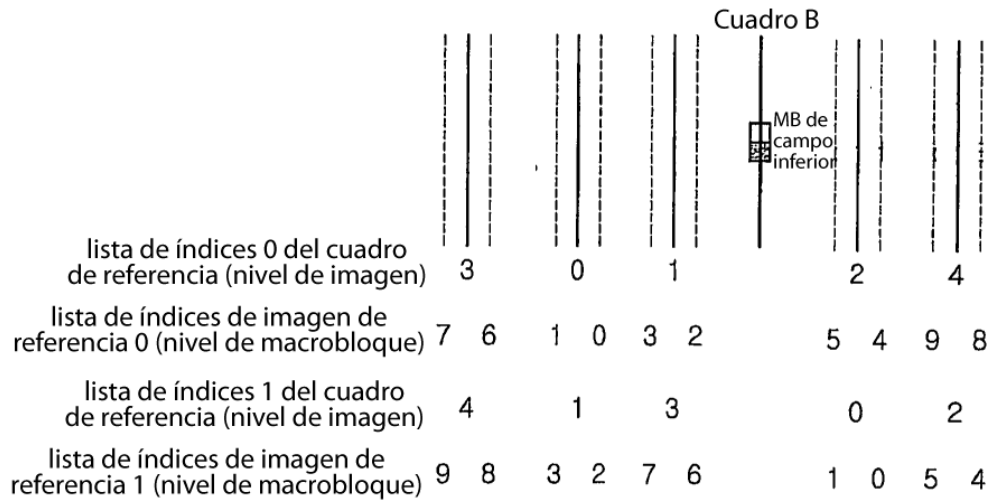 Cuadro B
MB de
campo
inferior
lista de índices 0 del cuadro
de referencia (nivel de imagen)
3 0 1 2 4
lista de índices de imagen de
referencia 0 (nivel de macrobloque)
7 6 1 0 3 2 5 4 9 8
lista de índices 1 del cuadro
de referencia (nivel de imagen)
4 1 3 0 2
lista de índices de imagen de
referencia 1 (nivel de macrobloque)
9 8 3 2 7 6 1 0 5 4